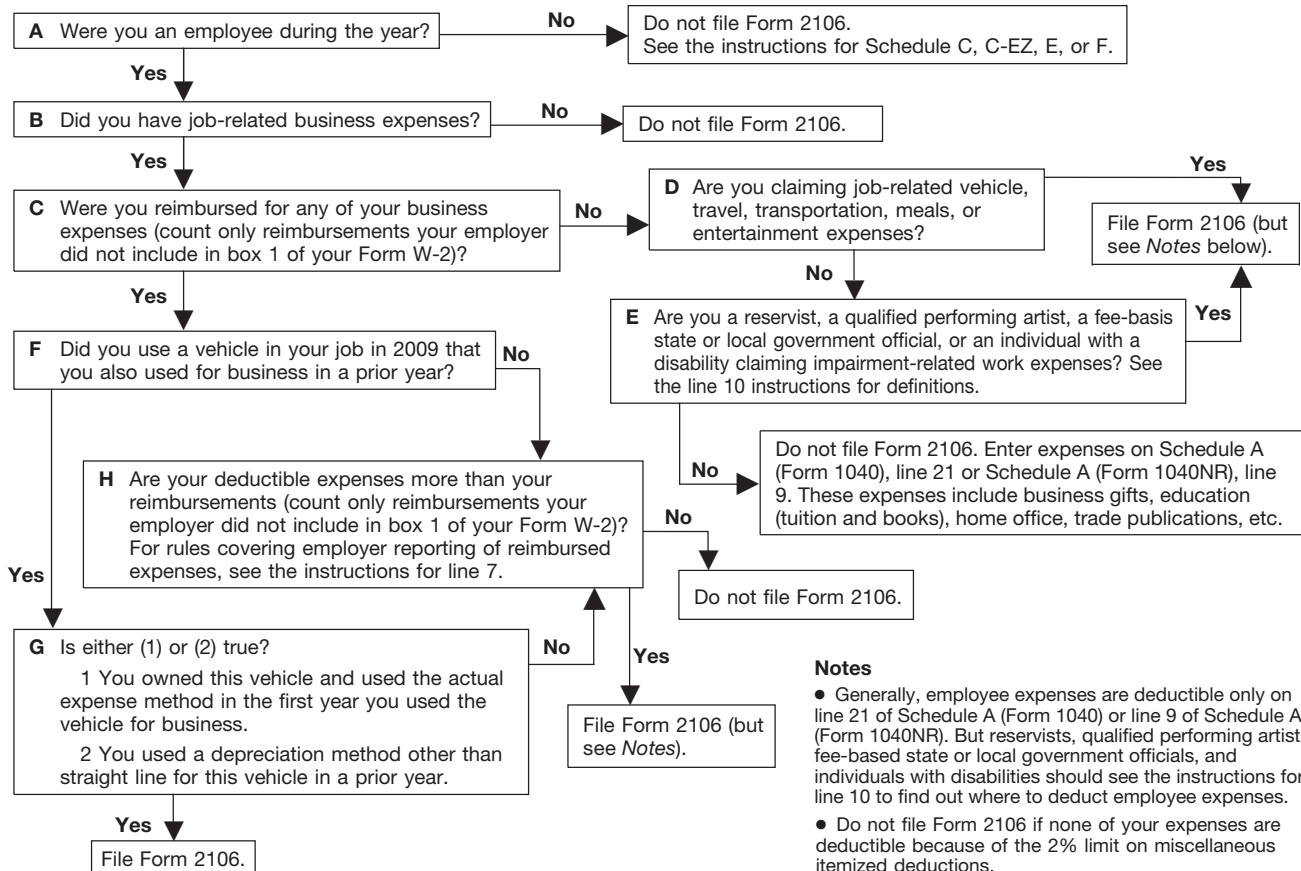 A Were you an employee during the year?
No
Do not file Form 2106.
See the instructions for Schedule C, C-EZ, E, or F.
Yes
B Did you have job-related business expenses?
No
Do not file Form 2106.
Yes
C Were you reimbursed for any of your business
expenses (count only reimbursements your employer
did not include in box 1 of your Form W-2)?
No
D Are you claiming job-related vehicle,
travel, transportation, meals, or
entertainment expenses?
Yes
File Form 2106 (but
see Notes below).
No
Yes
E Are you a reservist, a qualified performing artist, a fee-basis
state or local government official, or an individual with a
disability claiming impairment-related work expenses? See
the line 10 instructions for definitions.
Yes
F Did you use a vehicle in your job in 2009 that
you also used for business in a prior year?
No
No
Do not file Form 2106. Enter expenses on Schedule A
(Form 1040), line 21 or Schedule A (Form 1040NR), line
9. These expenses include business gifts, education
(tuition and books), home office, trade publications, etc.
H Are your deductible expenses more than your
reimbursements (count only reimbursements your
employer did not include in box 1 of your Form W-2)?
For rules covering employer reporting of reimbursed
expenses, see the instructions for line 7.
No
Do not file Form 2106.
Yes
G Is either (1) or (2) true?
1 You owned this vehicle and used the actual
expense method in the first year you used the
vehicle for business.
2 You used a depreciation method other than
straight line for this vehicle in a prior year.
No
Yes
File Form 2106 (but
see Notes).
Yes
File Form 2106.
Notes
● Generally, employee expenses are deductible only on
line 21 of Schedule A (Form 1040) or line 9 of Schedule A
(Form 1040NR). But reservists, qualified performing artist
fee-based state or local government officials, and
individuals with disabilities should see the instructions for
line 10 to find out where to deduct employee expenses.
● Do not file Form 2106 if none of your expenses are
deductible because of the 2% limit on miscellaneous
itemized deductions.